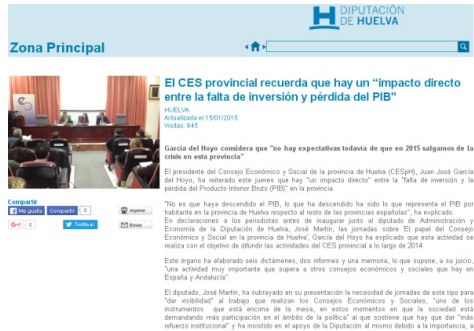 DIPUTACIÓN
DE HUELVA
Zona Principal
El CES provincial recuerda que hay un “impacto directo
entre la falta de inversión y pérdida del PIB”
HUELVA
Actualizada el 15/01/2015
Visitas: 645
García del Hoyo considera que "no hay expectativas todavía de que en 2015 salgamos de la
crisis en esta provincia"
El presidente del Consejo Económico y Social de la provincia de Huelva (CESpH), Juan José García
del Hoyo, ha reiterado este jueves que hay "un impacto directo" entre la "falta de inversión y la
pérdida del Producto Interior Bruto (PIB)" en la provincia.
Compartir
Me gusta Compartir 0
Imprimir
G+1 0
Twittear
Enviar
"No es que haya descendido el PIB, lo que ha descendido ha sido lo que representa el PIB por
habitante en la provincia de Huelva respecto al resto de las provincias españolas", ha explicado.
En declaraciones a los periodistas antes de inaugurar junto al diputado de Administración y
Economía de la Diputación de Huelva, José Martín, las jornadas sobre 'El papel del Consejo
Económico y Social en la provincia de Huelva', García del Hoyo ha explicado que esta actividad se
realiza con el objetivo de difundir las actividades del CES provincial a lo largo de 2014.
Este órgano ha elaborado seis dictámenes, dos informes y una memoria, lo que supone, a su juicio,
"una actividad muy importante que supera a otros consejos económicos y sociales que hay en
España y Andalucía".
El diputado, José Martín, ha subrayado en su presentación la necesidad de jornadas de este tipo para
"dar visibilidad" al trabajo que realizan los Consejos Económicos y Sociales, "uno de los
instrumentos que está encima de la mesa, en estos momentos en que la sociedad está
demandando más participación en el ámbito de la política" al que sostiene que hay que dar "más
refuerzo institucional" y ha insistido en el apoyo de la Diputación al mismo debido a la importancia, a